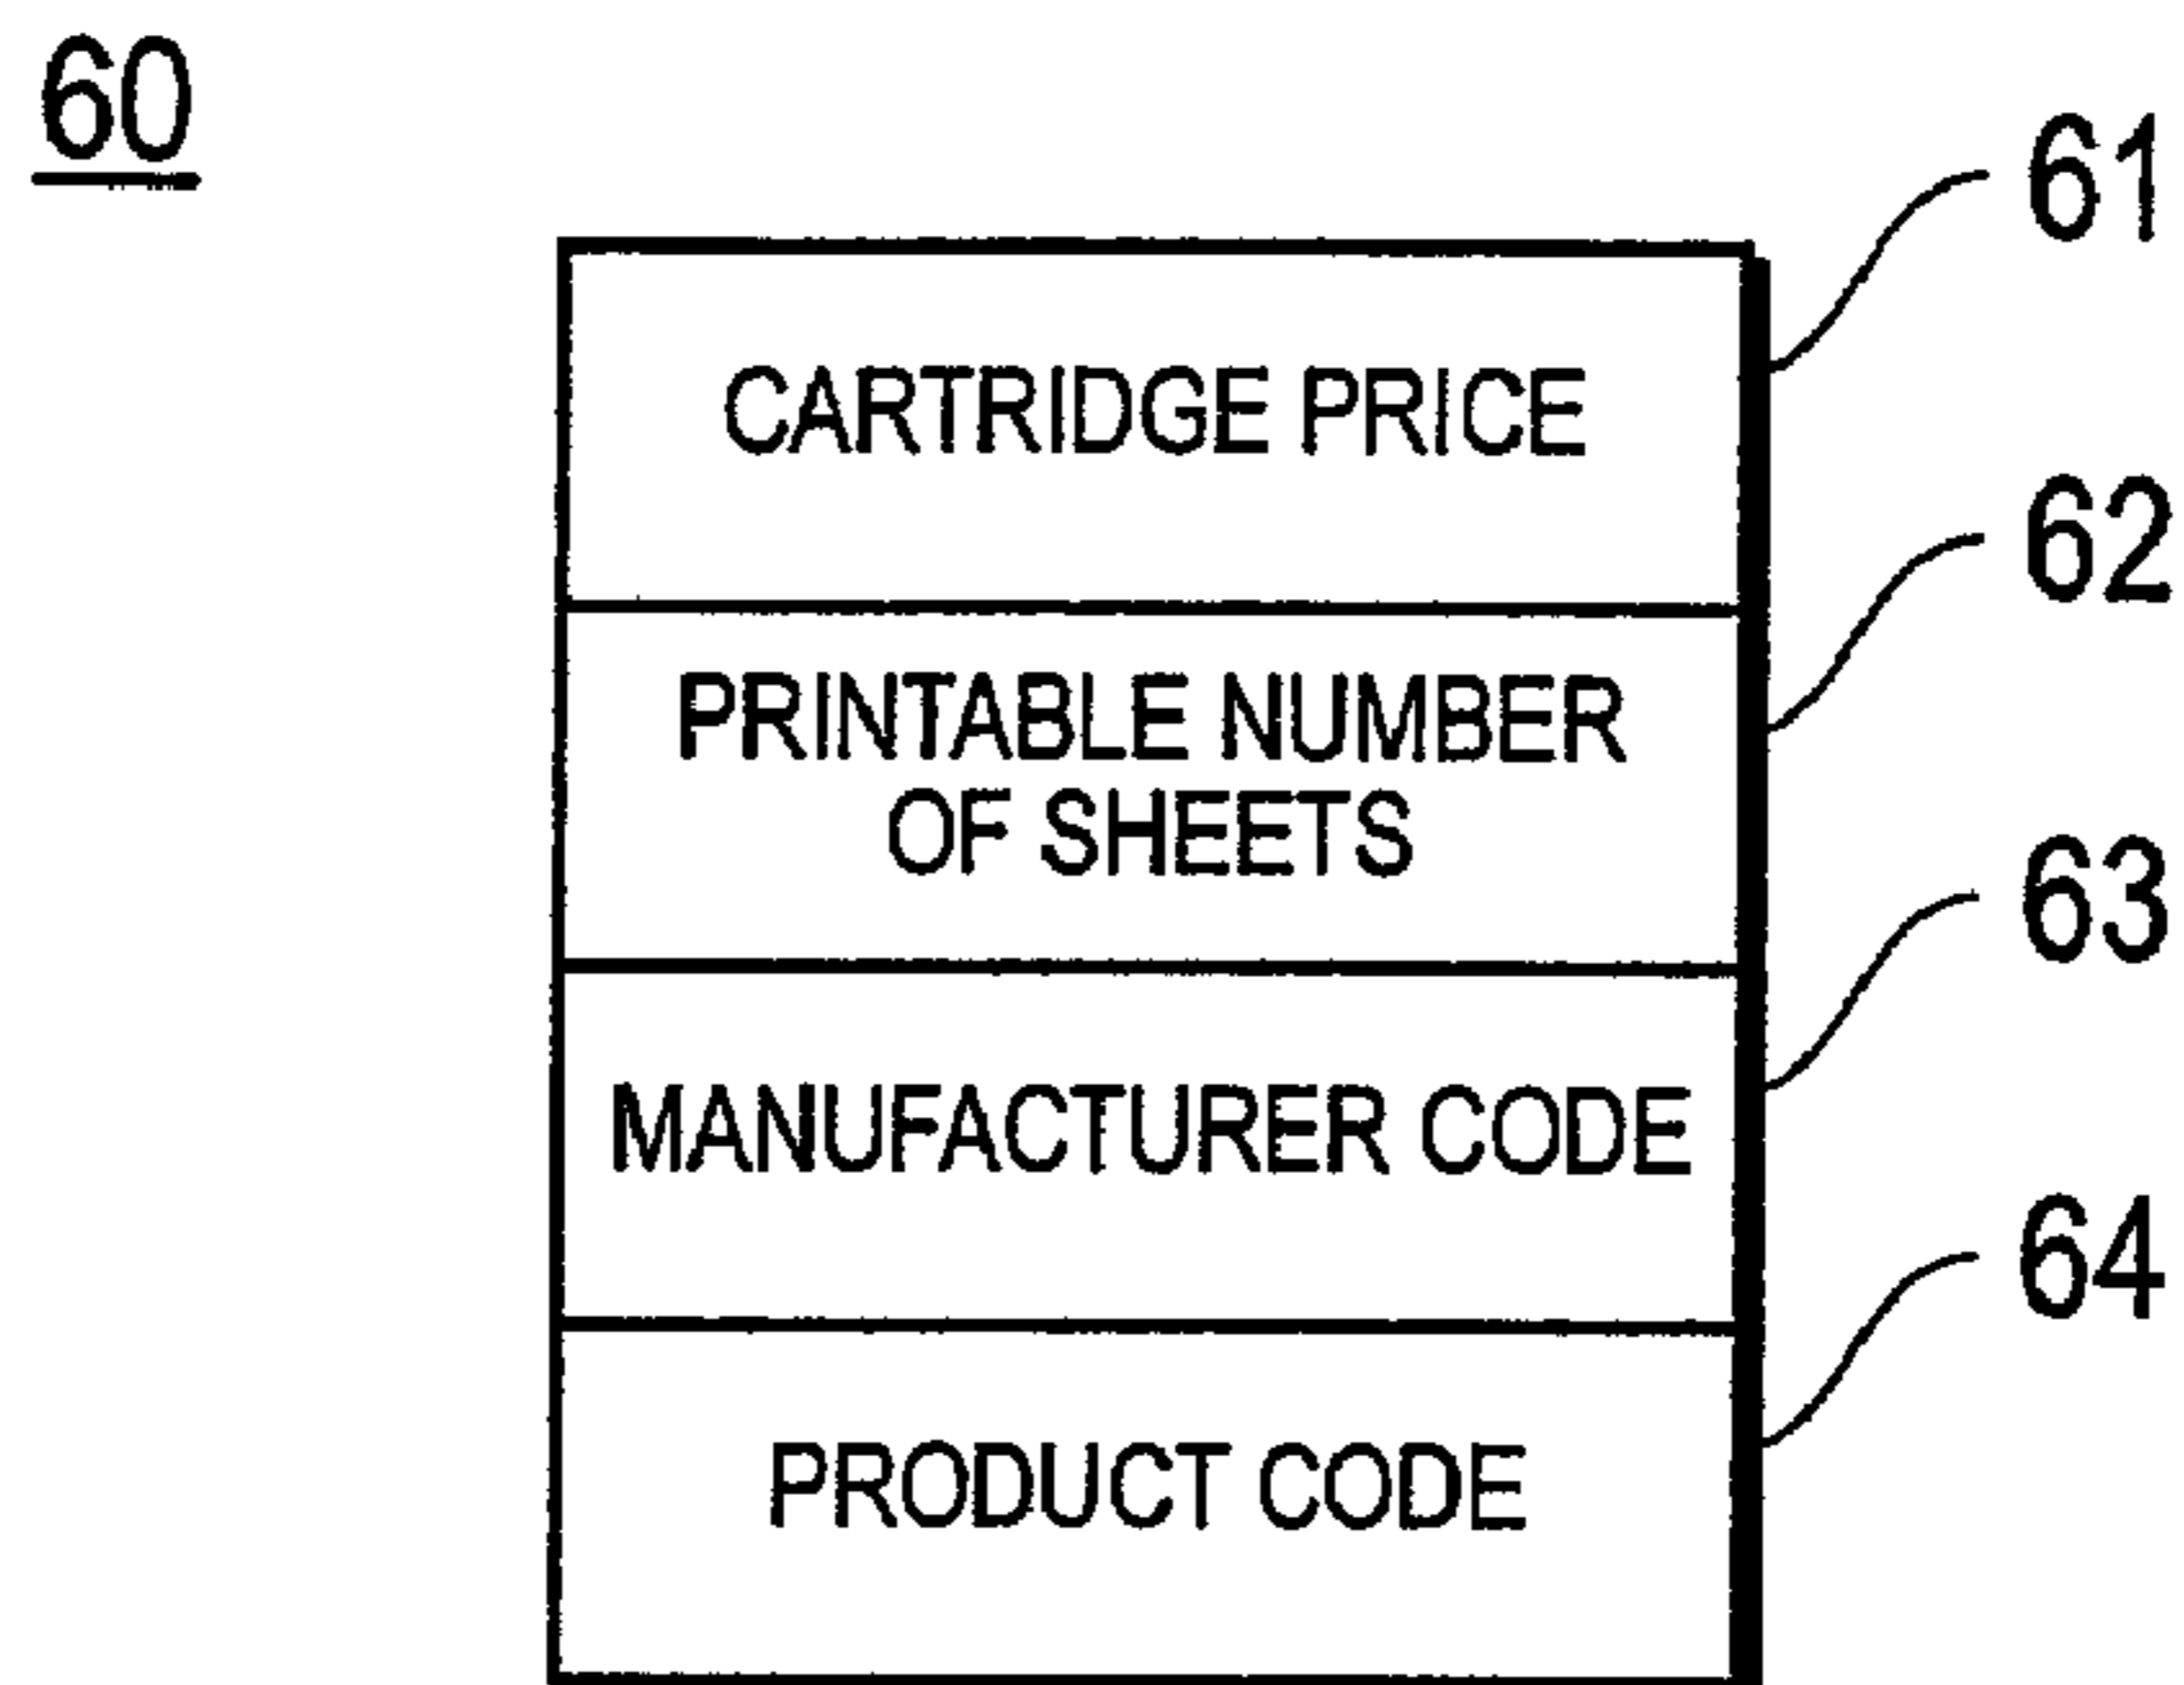 60
61
CARTRIDGE PRICE
62
PRINTABLE NUMBER
OF SHEETS
63
MANUFACTURER CODE
64
PRODUCT CODE